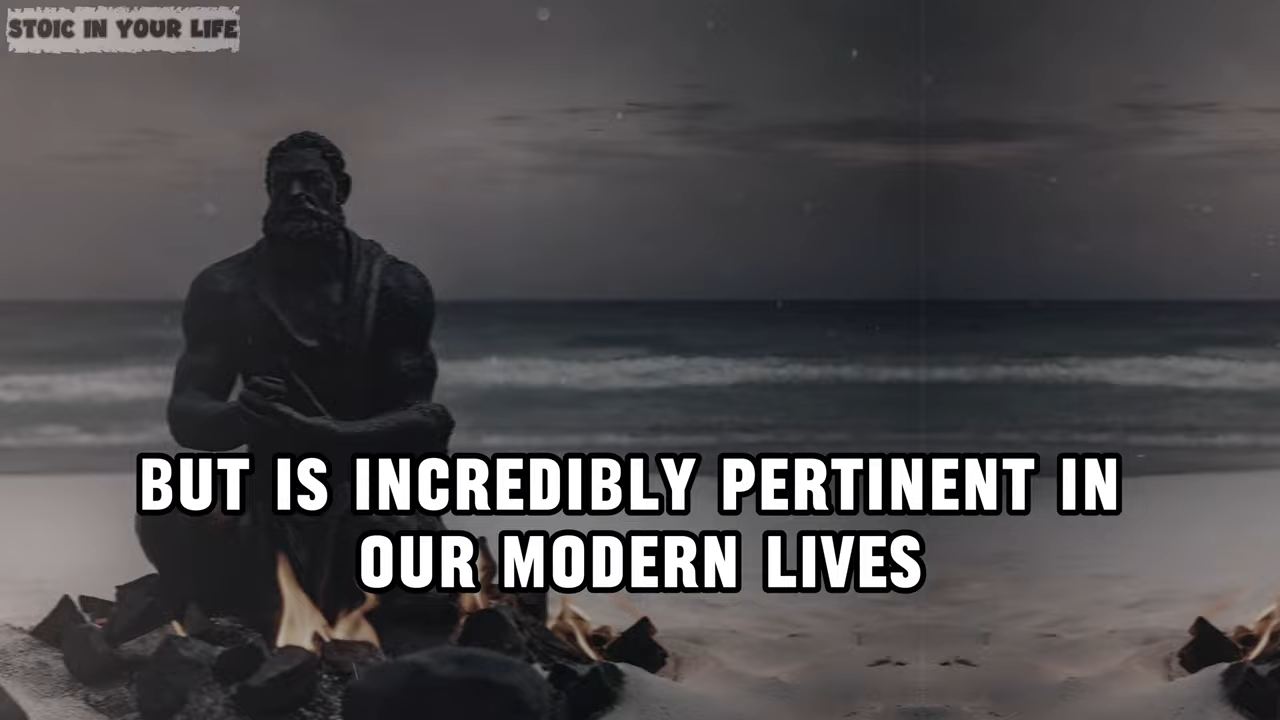 STOIC IN YOUR LIFE
BUT IS INCREDIBLY PERTINENT IN
OUR MODERN LIVES